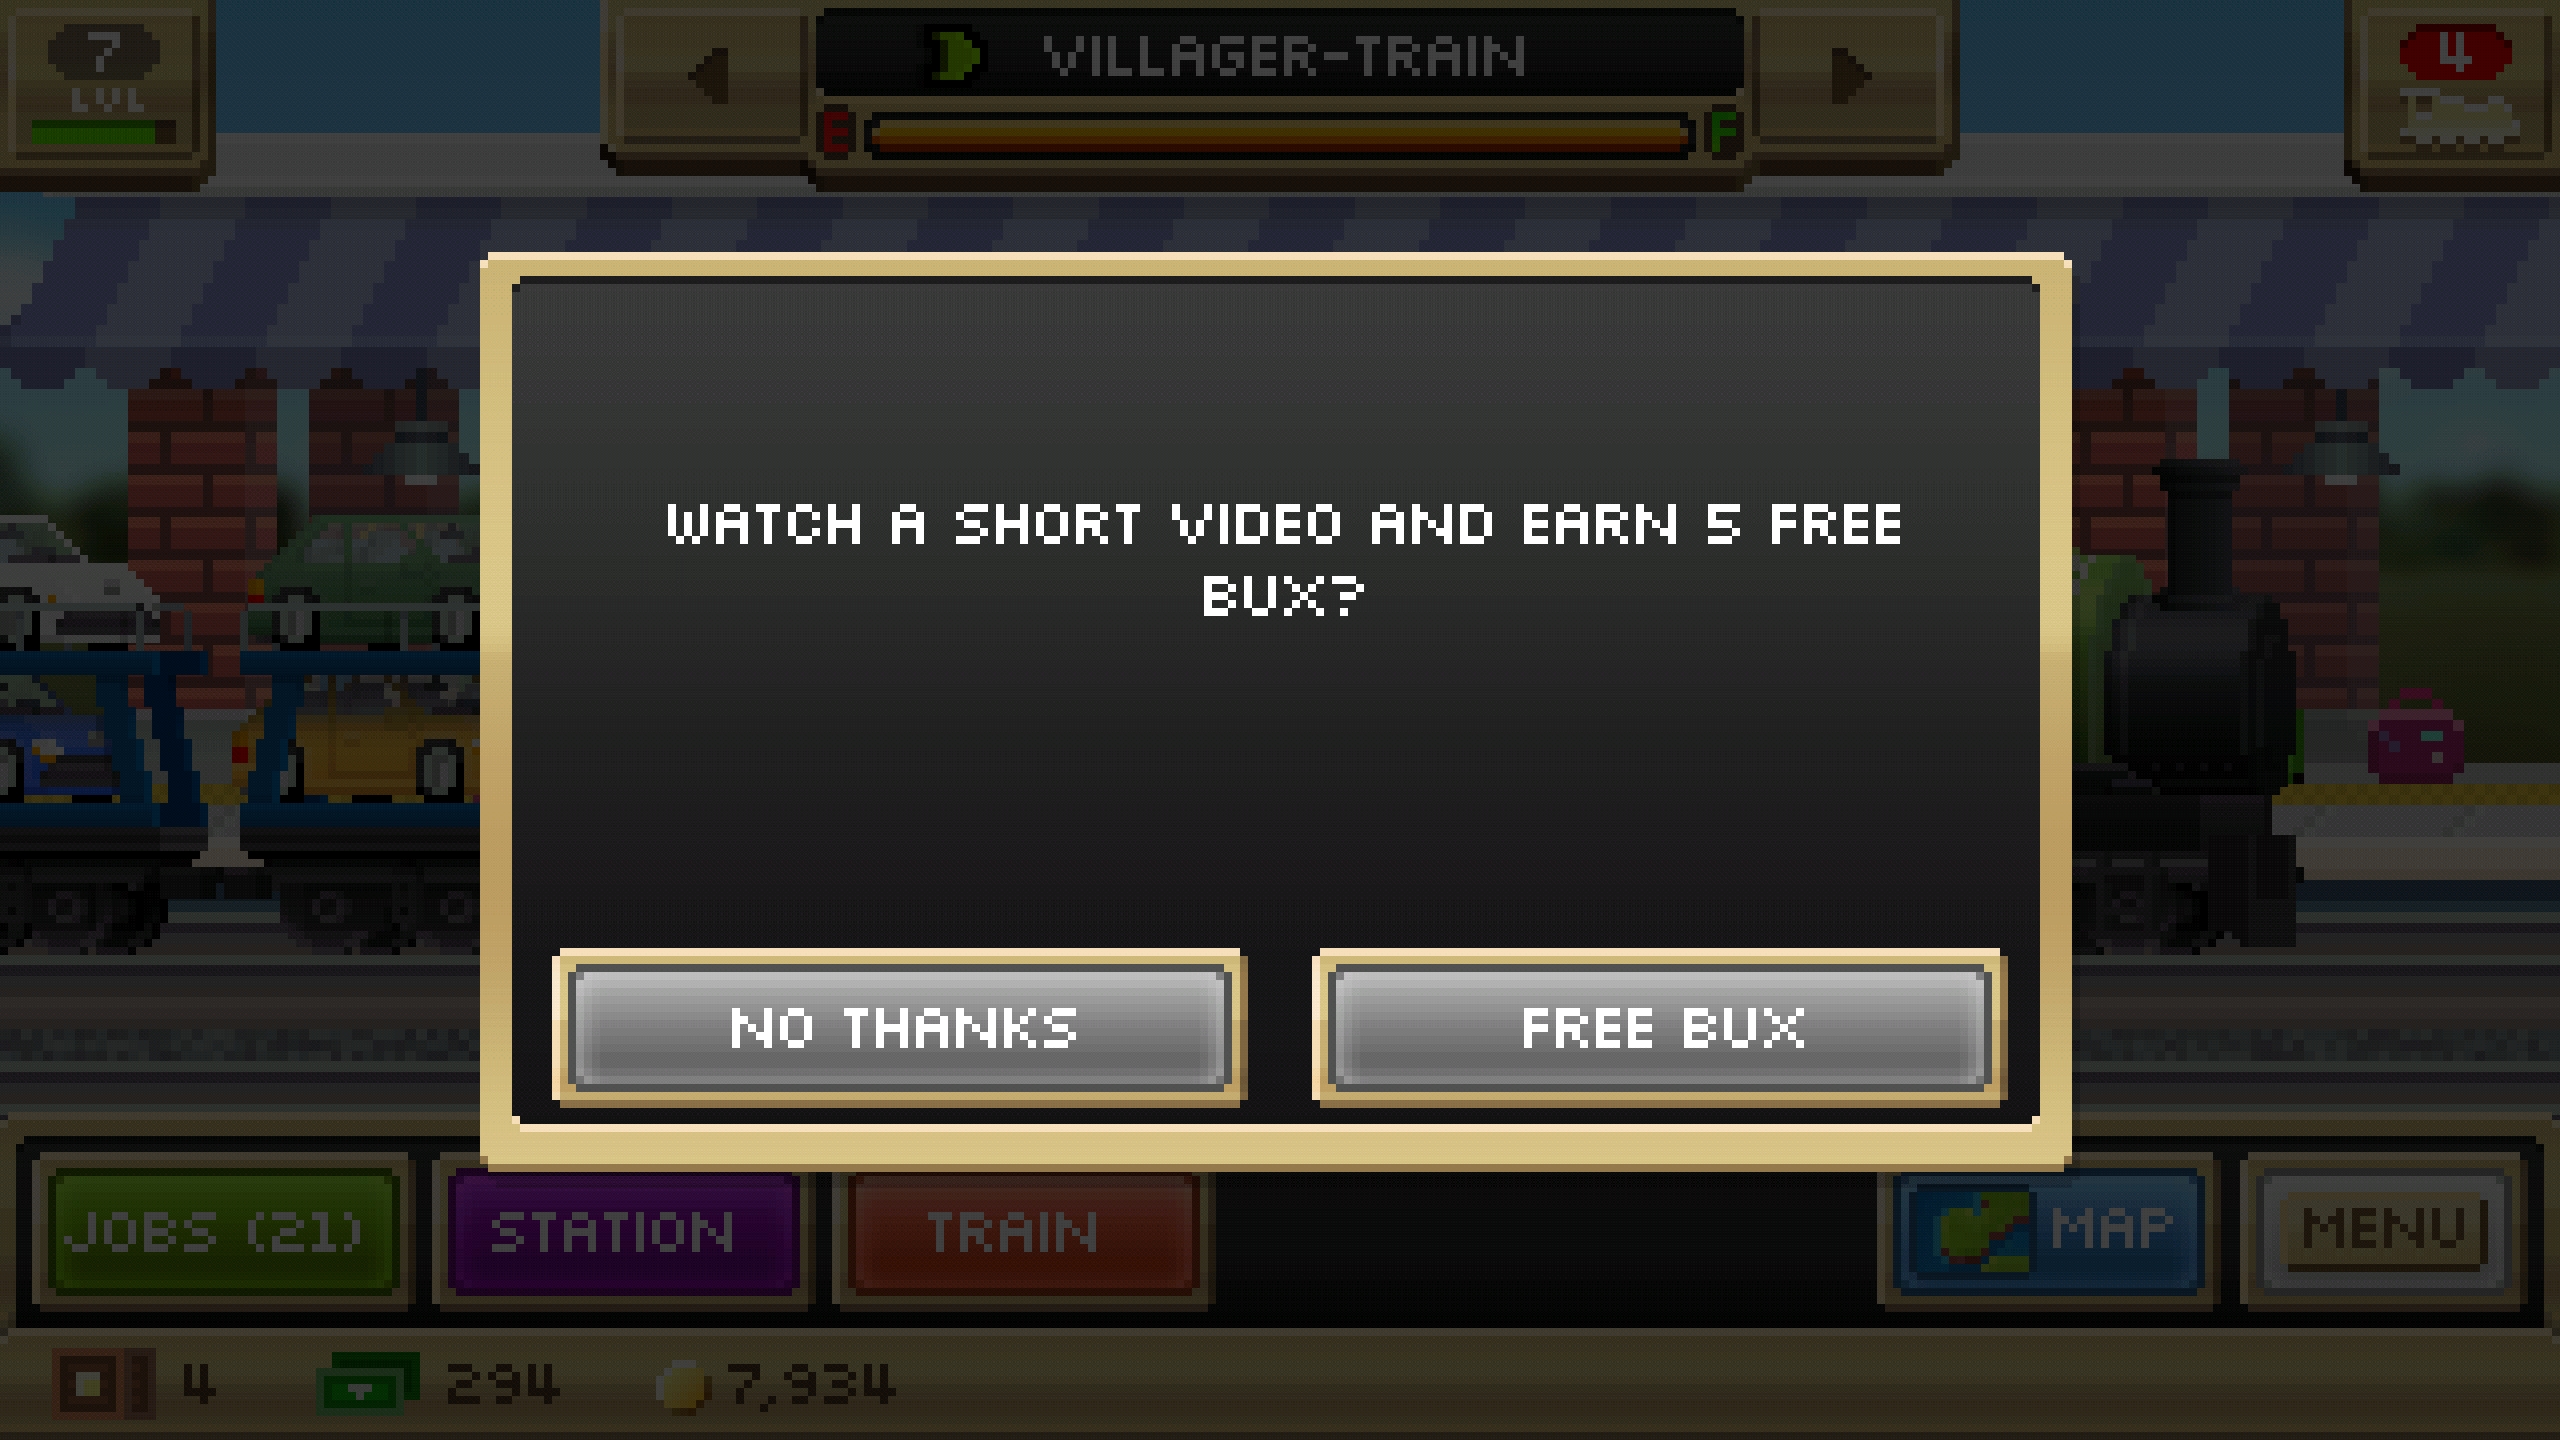 7
LVL
VILLAGER-TRAIN
E
F
4
WATCH A SHORT VIDEO AND EARN 5 FREE
BUX?
NO THANKS
FREE BUX
JOBS (21)
STATION
TRAIN
MAP
MENU
4
294
7,934